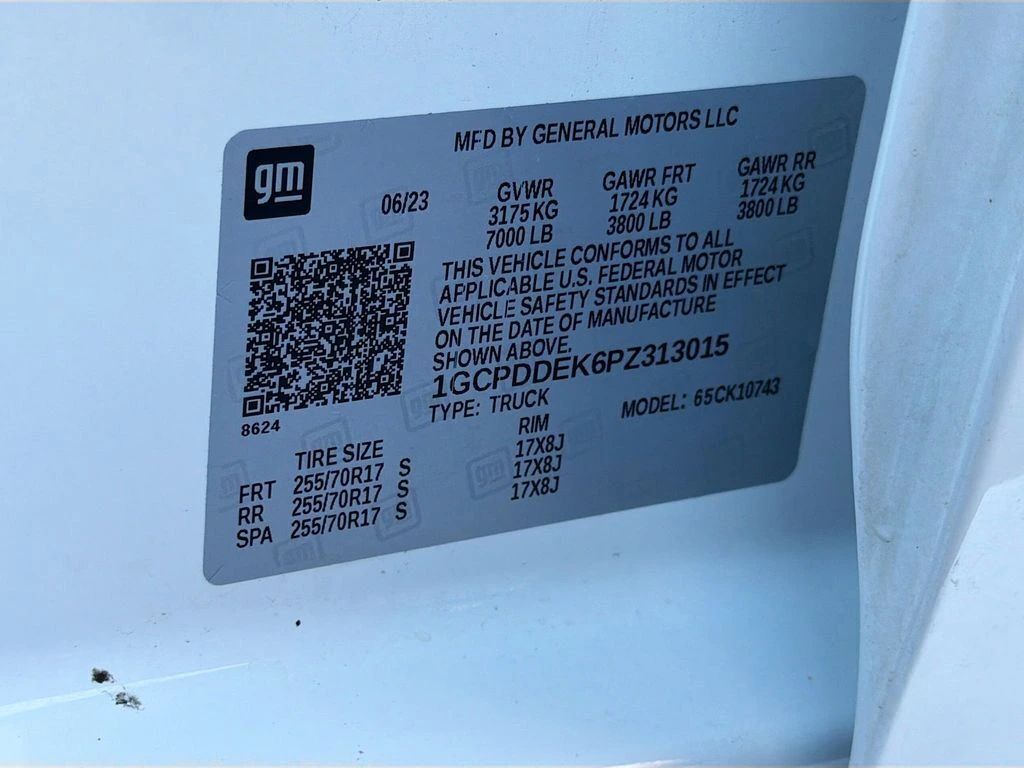 MFD BY GENERAL MOTORS LLC
gm
06/23
GVWR
3175 KG
7000 LB
GAWR FRT
1724 KG
3800 LB
GAWR RR
1724 KG
3800 LB
THIS VEHICLE CONFORMS TO ALL
APPLICABLE U.S. FEDERAL MOTOR
VEHICLE SAFETY STANDARDS IN EFFECT
ON THE DATE OF MANUFACTURE
SHOWN ABOVE.
1GCPDDEK6PZ313015
TYPE: TRUCK
MODEL: 65CK10743
8624
TIRE SIZE RIM
FRT 255/70R17 S 17X8J
RR 255/70R17 S 17X8J
SPA 255/70R17 S 17X8J